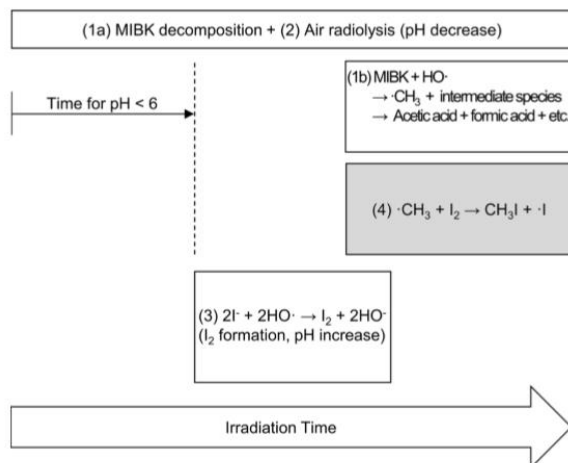 (1a) MIBK decomposition + (2) Air radiolysis (pH decrease)
Time for pH < 6
(1b) MIBK + HO·
→ ·CH₃ + intermediate species
→ Acetic acid + formic acid + etc.
(4) ·CH₃ + I₂ → CH₃I + ·I
(3) 2I⁻ + 2HO· → I₂ + 2HO⁻
(I₂ formation, pH increase)
Irradiation Time